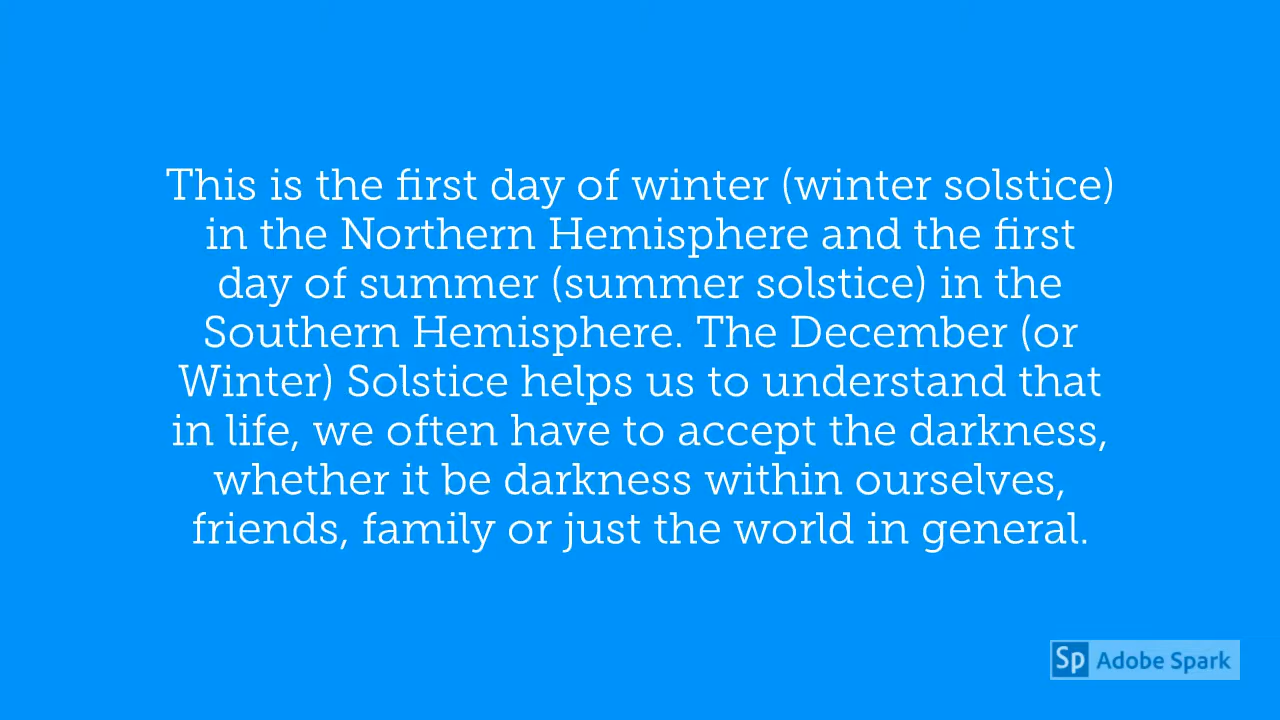 This is the first day of winter (winter solstice)
in the Northern Hemisphere and the first
day of summer (summer solstice) in the
Southern Hemisphere. The December (or
Winter) Solstice helps us to understand that
in life, we often have to accept the darkness,
whether it be darkness within ourselves,
friends, family or just the world in general.
Sp Adobe Spark